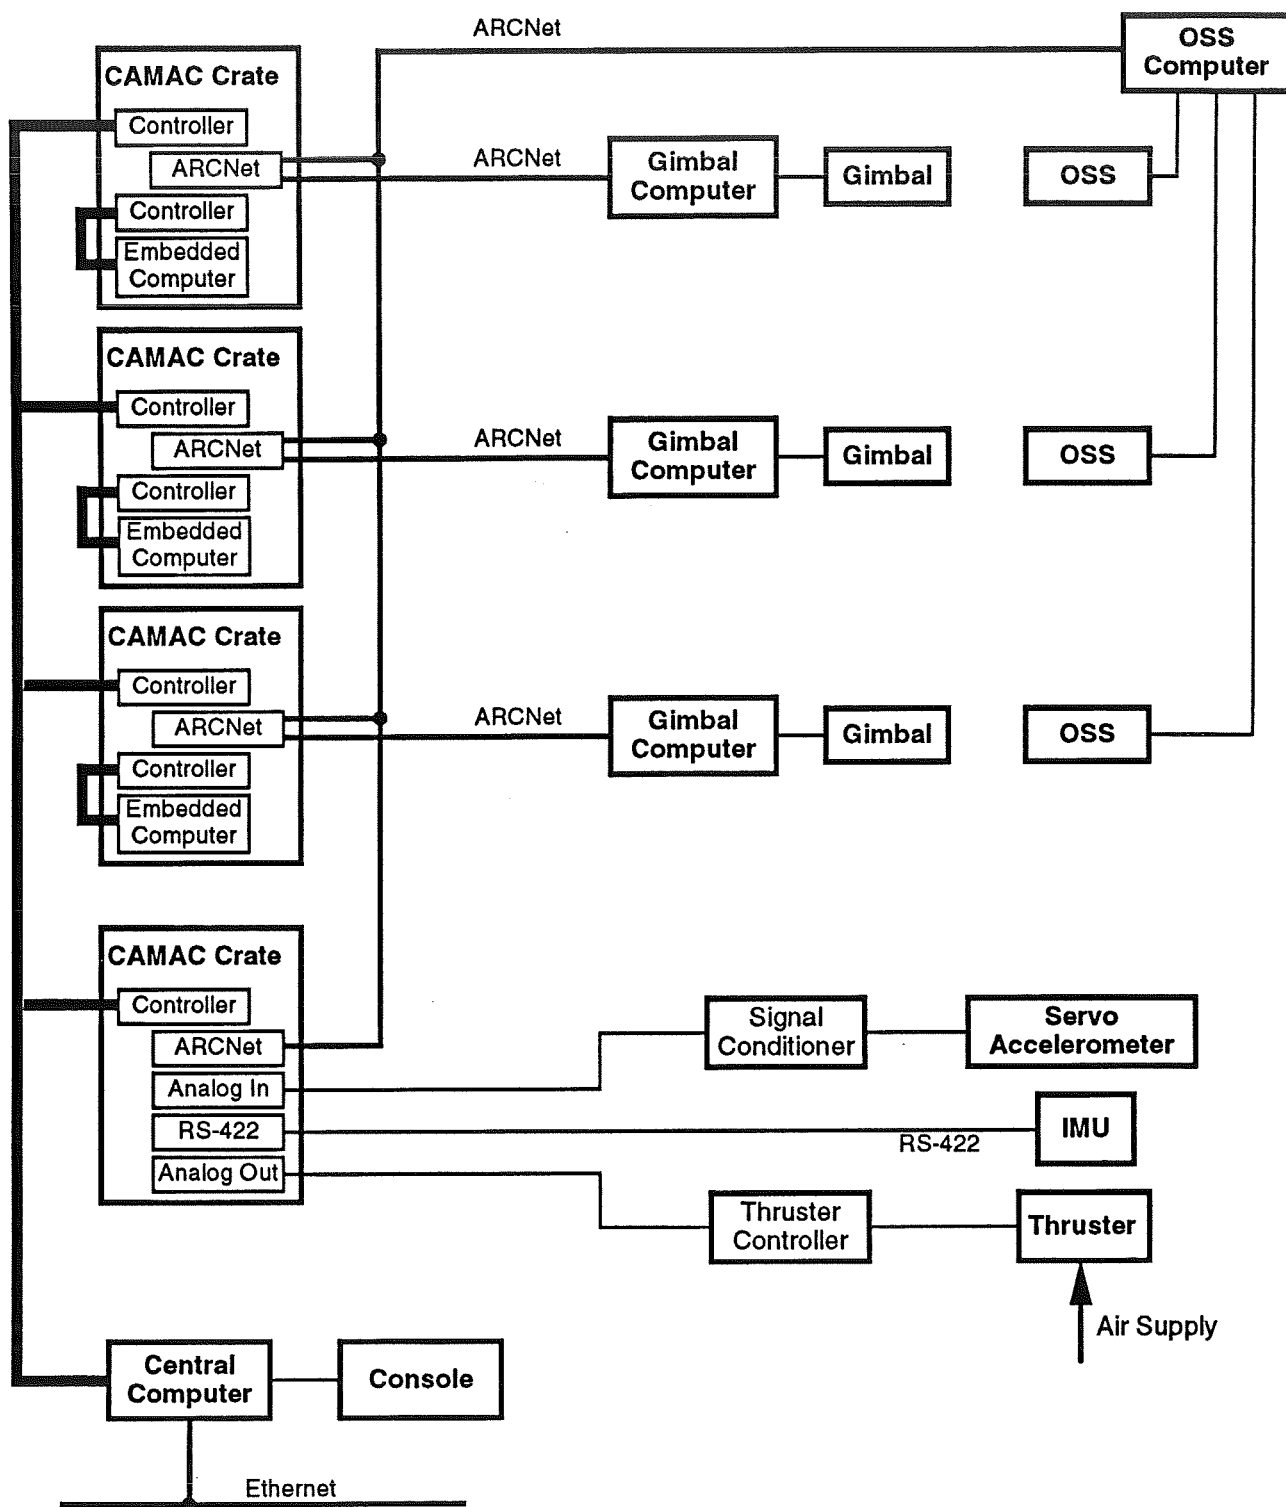 ARCNet
OSS
Computer
CAMAC Crate
Controller
ARCNet
Controller
Embedded
Computer
ARCNet
Gimbal
Computer
Gimbal
OSS
CAMAC Crate
Controller
ARCNet
Controller
Embedded
Computer
ARCNet
Gimbal
Computer
Gimbal
OSS
CAMAC Crate
Controller
ARCNet
Controller
Embedded
Computer
ARCNet
Gimbal
Computer
Gimbal
OSS
CAMAC Crate
Controller
ARCNet
Analog In
RS-422
Analog Out
Signal
Conditioner
Servo
Accelerometer
RS-422
IMU
Thruster
Controller
Thruster
Air Supply
Central
Computer
Console
Ethernet